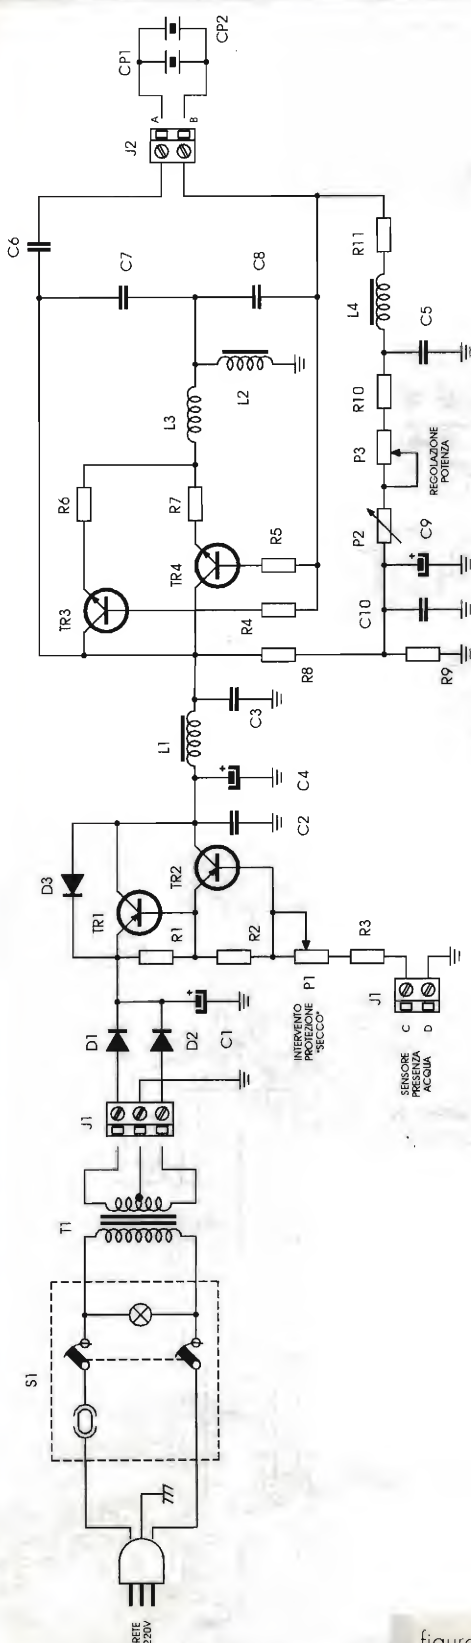 RETE
220V
S1
T1
J1
D1
D2
C1
D3
TR1
R1
TR2
R2
P1
INTERVENTO
PROTEZIONE
"SECCO"
R3
J1
C
D
SENSORE
PRESENZA
ACQUA
C2
+
C4
L1
C3
TR3
R6
TR4
R7
R4
R5
R8
R9
C10
+
C9
P2
P3
REGOLAZIONE
POTENZA
R10
C5
L4
R11
L3
L2
C6
C7
C8
J2
A
B
CP1
CP2
+
figure